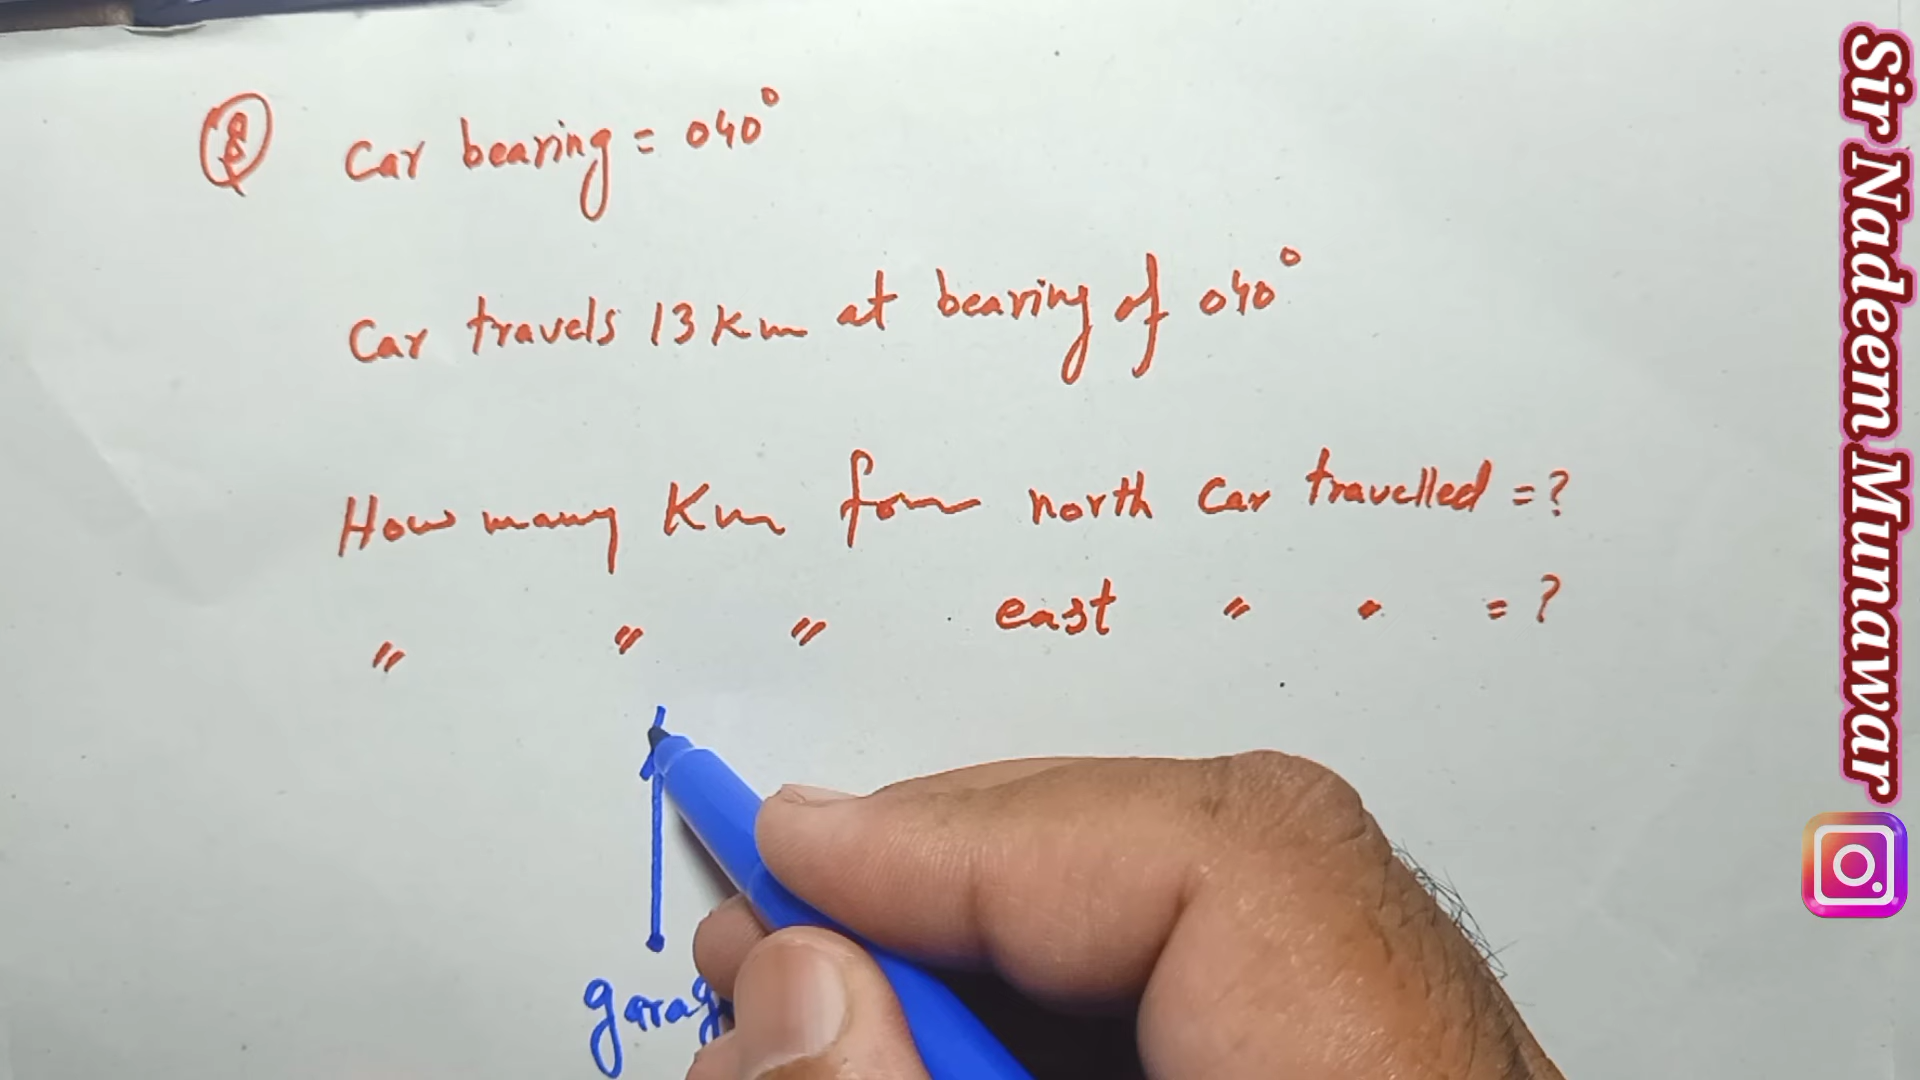 Q 8 Car bearing = 040°
Car travels 13 Km at bearing of 040°
How many Km from north Car travelled = ?
" " " east " " = ?
Sir Nadeem Munawar